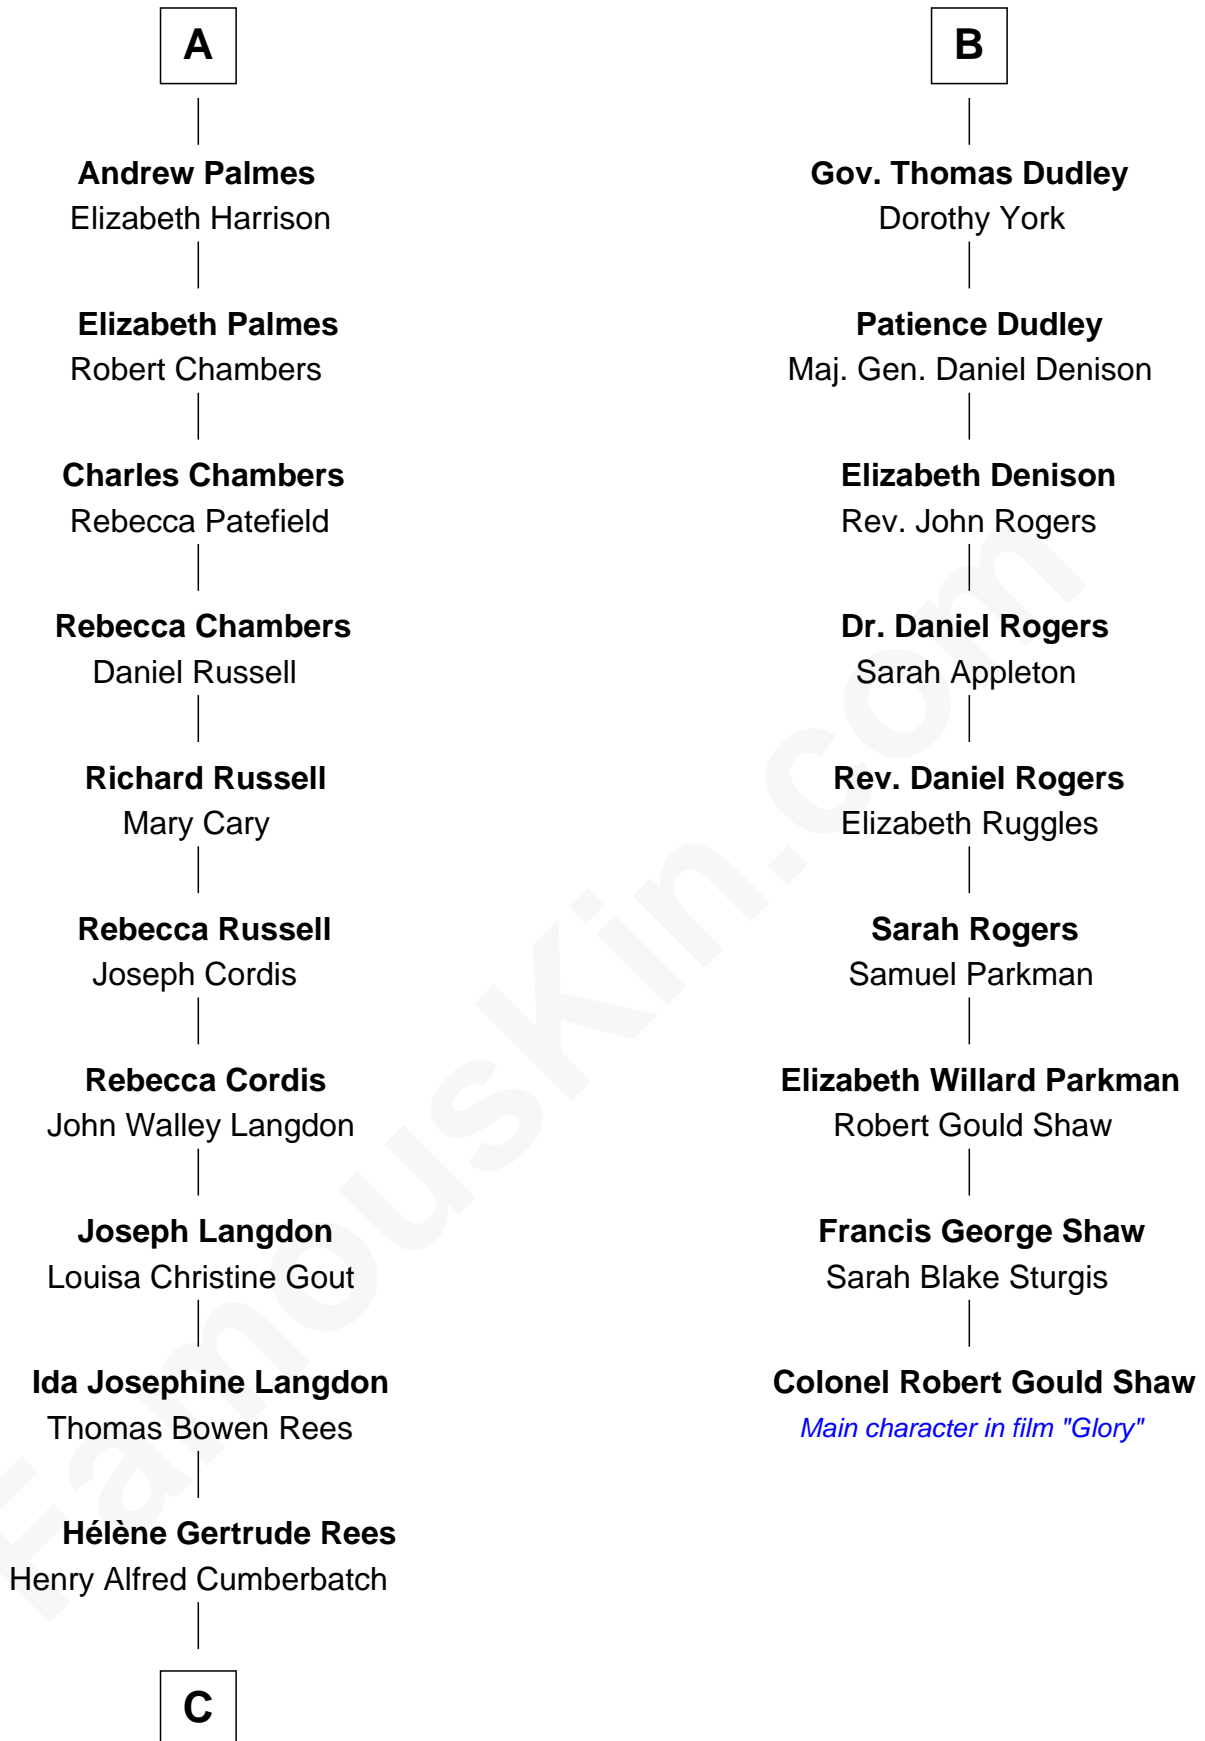 A
Andrew Palmes
Elizabeth Harrison
Elizabeth Palmes
Robert Chambers
Charles Chambers
Rebecca Patefield
Rebecca Chambers
Daniel Russell
Richard Russell
Mary Cary
Rebecca Russell
Joseph Cordis
Rebecca Cordis
John Walley Langdon
Joseph Langdon
Louisa Christine Gout
Ida Josephine Langdon
Thomas Bowen Rees
Hélène Gertrude Rees
Henry Alfred Cumberbatch
C
B
Gov. Thomas Dudley
Dorothy York
Patience Dudley
Maj. Gen. Daniel Denison
Elizabeth Denison
Rev. John Rogers
Dr. Daniel Rogers
Sarah Appleton
Rev. Daniel Rogers
Elizabeth Ruggles
Sarah Rogers
Samuel Parkman
Elizabeth Willard Parkman
Robert Gould Shaw
Francis George Shaw
Sarah Blake Sturgis
Colonel Robert Gould Shaw
Main character in film "Glory"
FamousKin.com